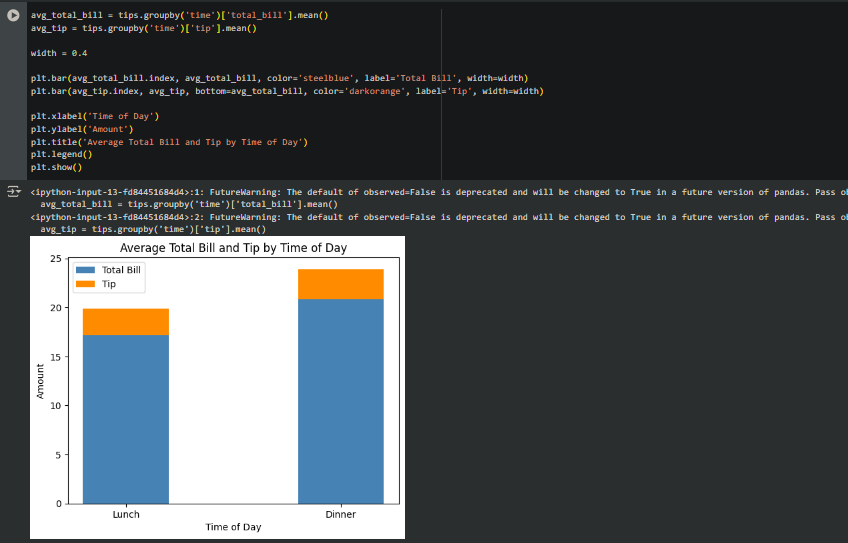 avg_total_bill = tips.groupby('time')['total_bill'].mean()
avg_tip = tips.groupby('time')['tip'].mean()
width = 0.4
plt.bar(avg_total_bill.index, avg_total_bill, color='steelblue', label='Total Bill', width=width)
plt.bar(avg_tip.index, avg_tip, bottom=avg_total_bill, color='darkorange', label='Tip', width=width)
plt.xlabel('Time of Day')
plt.ylabel('Amount')
plt.title('Average Total Bill and Tip by Time of Day')
plt.legend()
plt.show()
<ipython-input-13-fd84451684d4>:1: FutureWarning: The default of observed=False is deprecated and will be changed to True in a future version of pandas. Pass
avg_total_bill = tips.groupby('time')['total_bill'].mean()
<ipython-input-13-fd84451684d4>:2: FutureWarning: The default of observed=False is deprecated and will be changed to True in a future version of pandas. Pass
avg_tip = tips.groupby('time')['tip'].mean()
Average Total Bill and Tip by Time of Day
25
Total Bill
Tip
20
15
Amount
10
5
0
Lunch Dinner
Time of Day